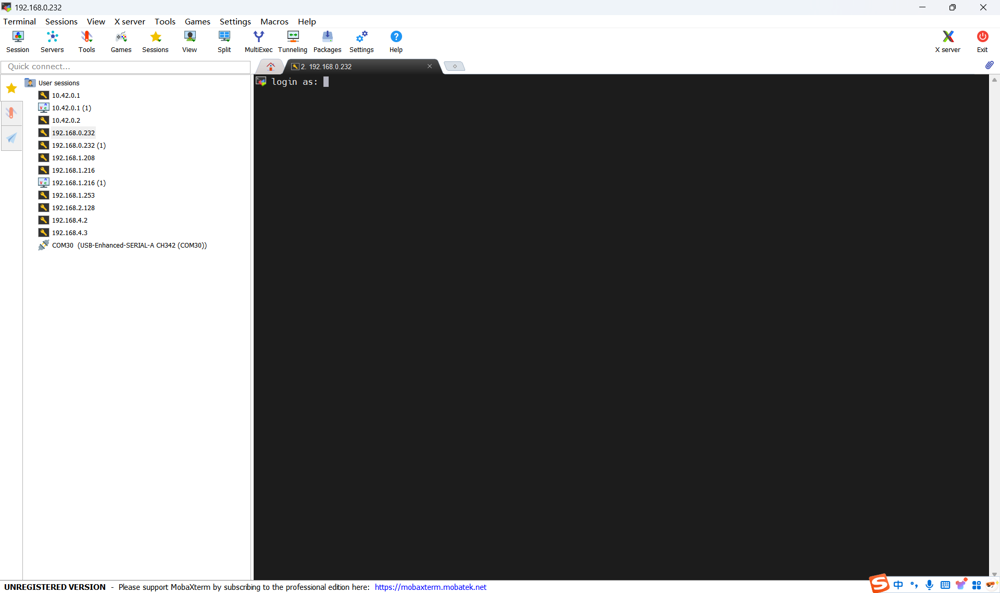 192.168.0.232
Terminal Sessions View X server Tools Games Settings Macros Help
Session Servers Tools Games Sessions View Split MultiExec Tunneling Packages Settings Help X server Exit
Quick connect...
2. 192.168.0.232
login as:
User sessions
10.42.0.1
10.42.0.1 (1)
10.42.0.2
192.168.0.232
192.168.0.232 (1)
192.168.1.208
192.168.1.216
192.168.1.216 (1)
192.168.1.253
192.168.2.128
192.168.4.2
192.168.4.3
COM30 (USB-Enhanced-SERIAL-A CH342 (COM30))
UNREGISTERED VERSION - Please support MobaXterm by subscribing to the professional edition here: https://mobaxterm.mobatek.net
中